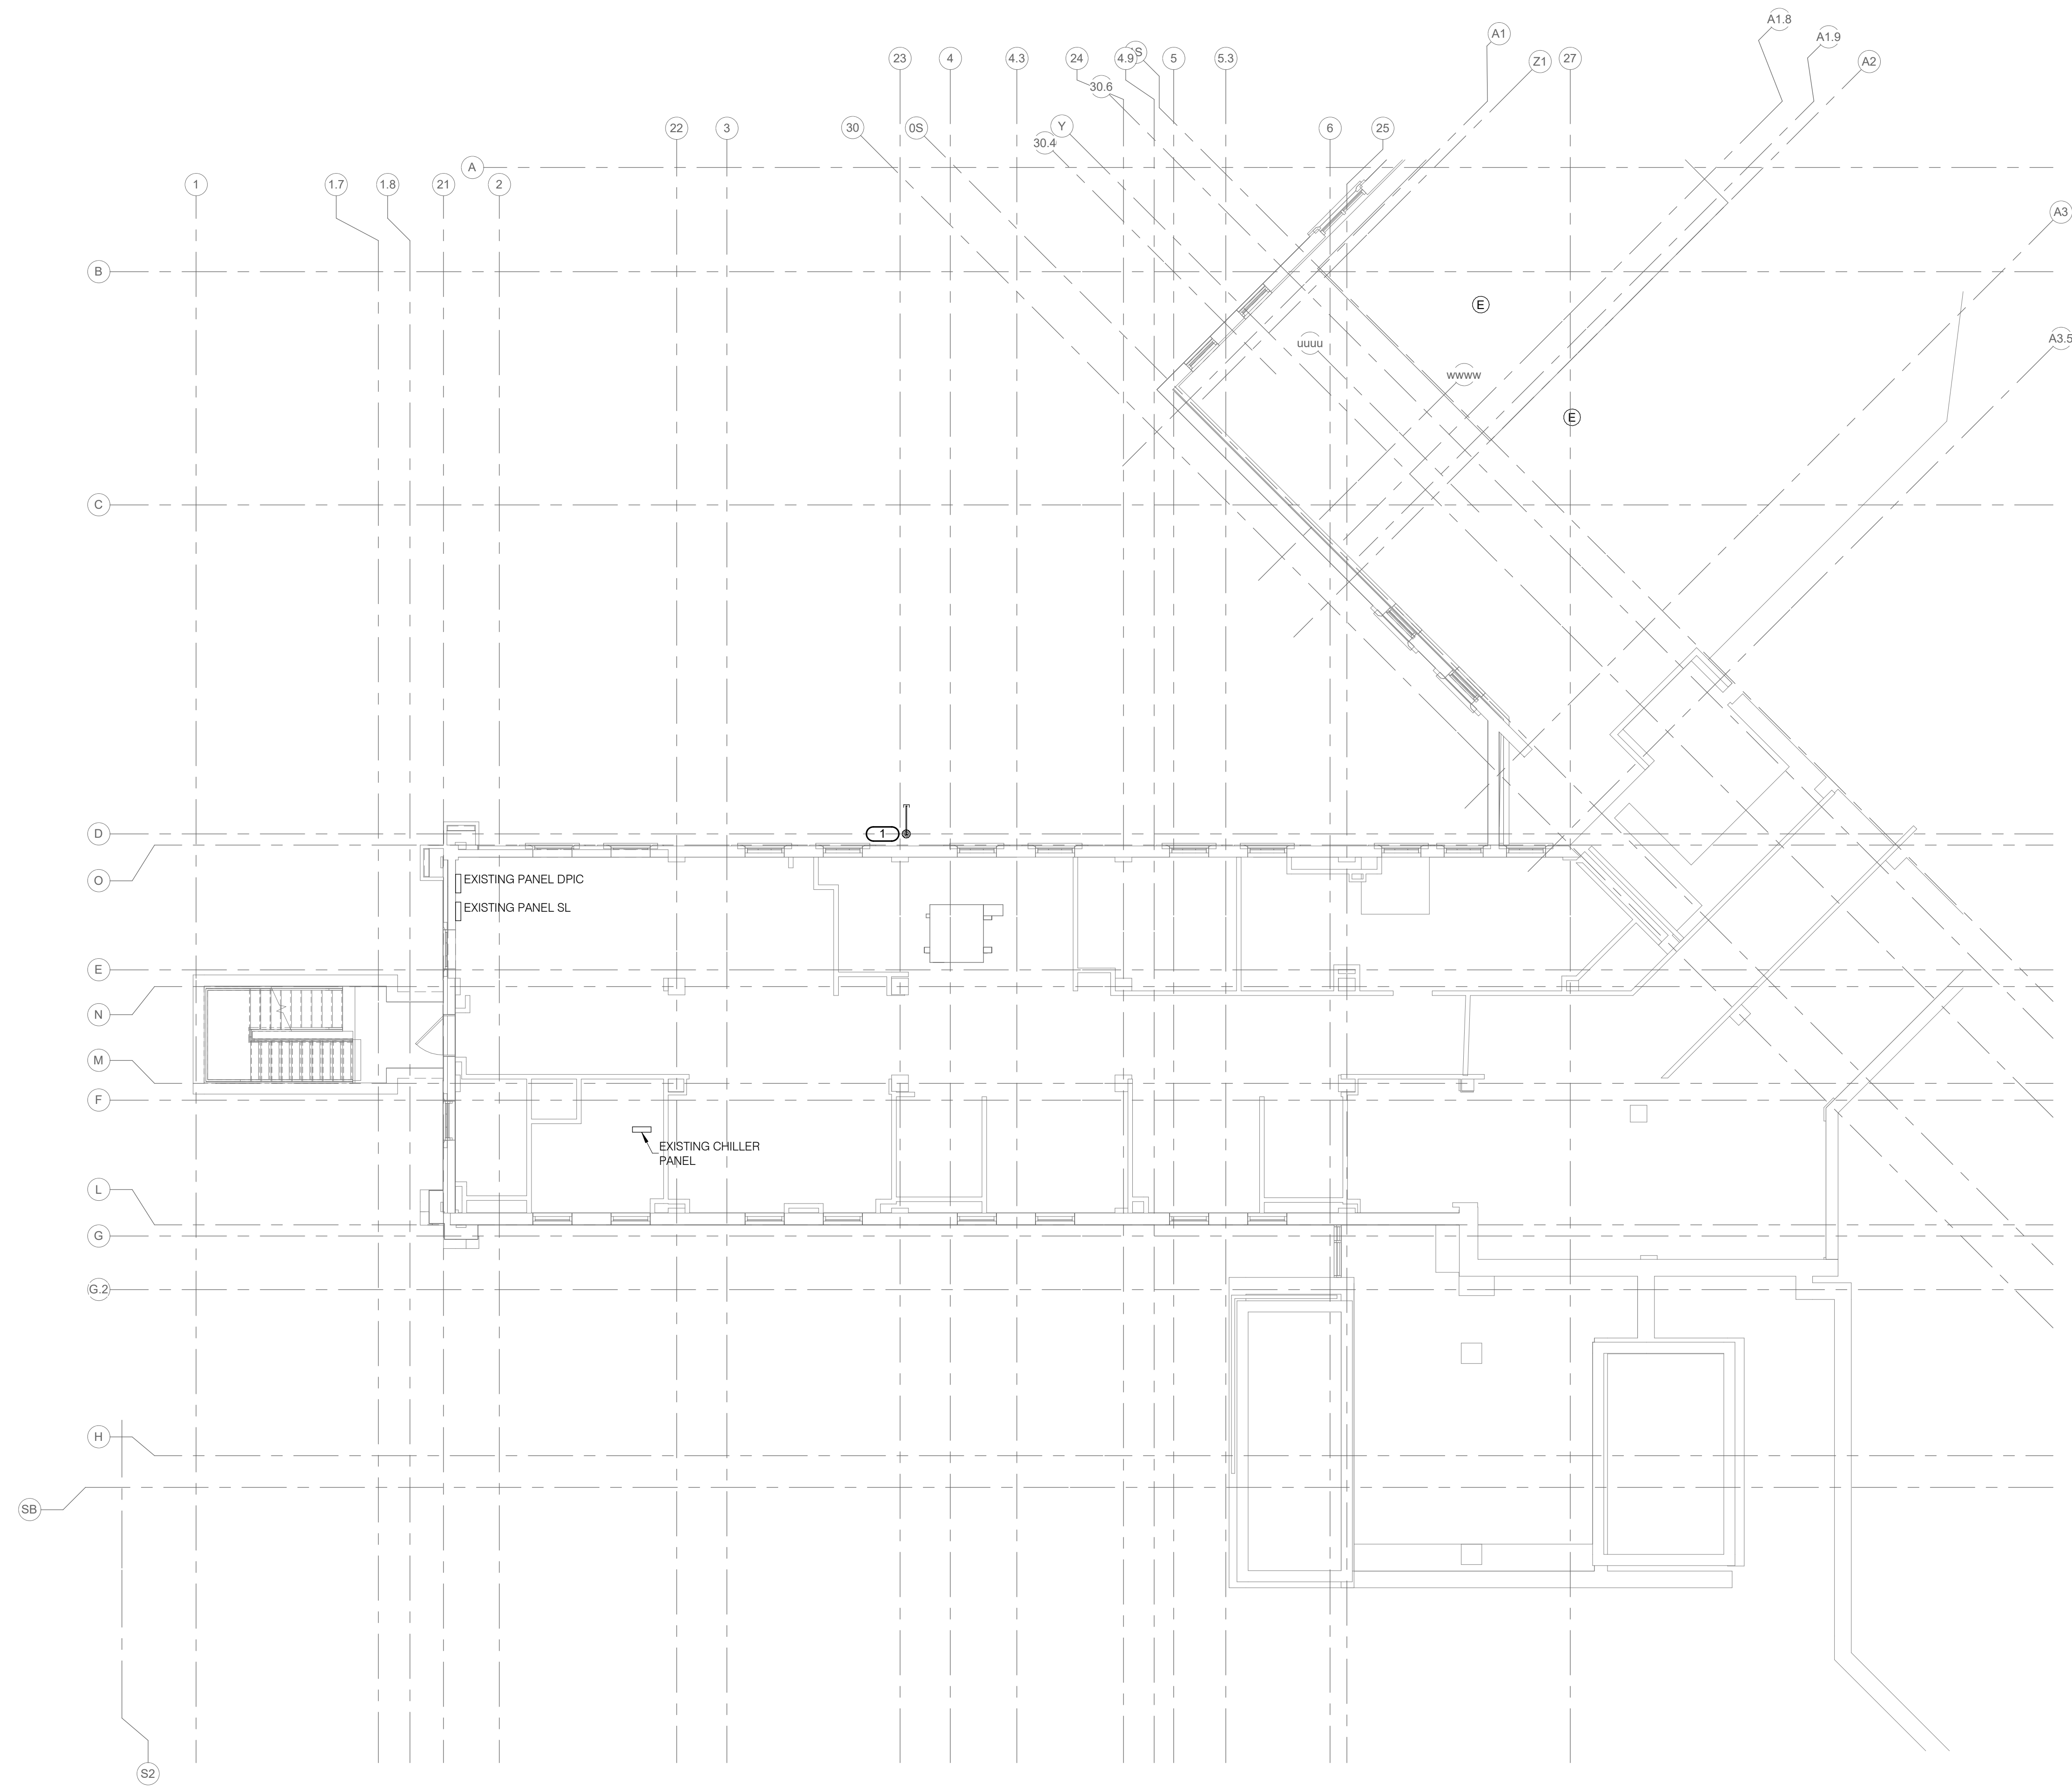 A1.8
A1
A1.9
23
4
4.3
24
4.9
5
5.3
Z1
27
A2
30.6
22
3
30
0S
Y
6
25
30.4
A
1
1.7
1.8
21
2
A3
B
E
uuuu
A3.5
wwww
E
C
D
1
O
EXISTING PANEL DPIC
EXISTING PANEL SL
E
N
M
F
EXISTING CHILLER
PANEL
L
G
G.2
H
SB
S2